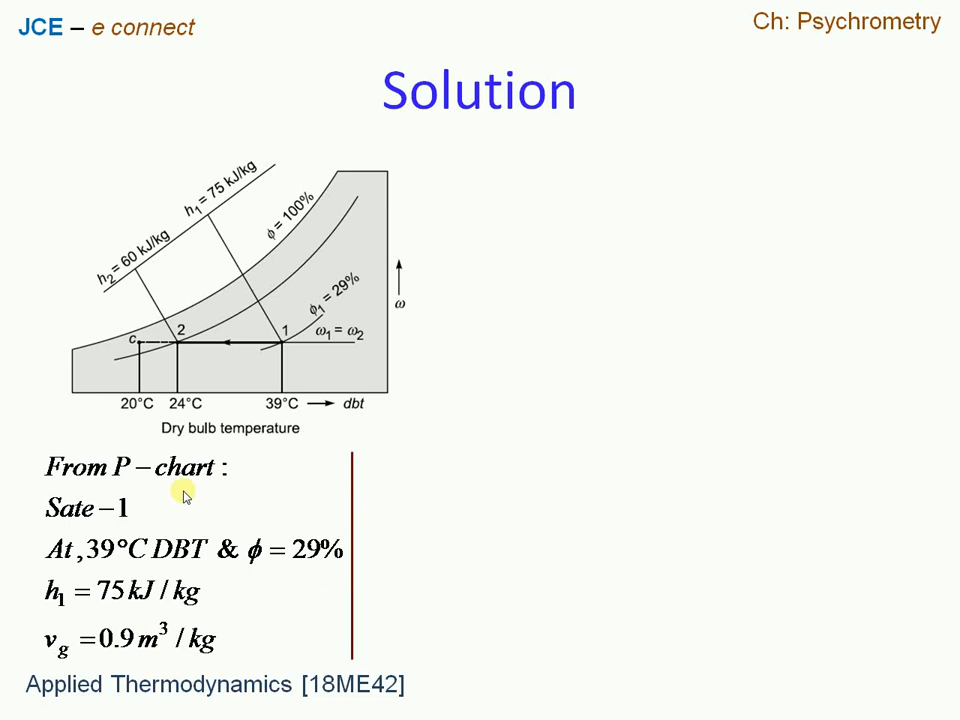 JCE – e connect
Ch: Psychrometry
Solution
h1 = 75 kJ/kg
h2 = 60 kJ/kg
ϕ = 100%
ϕ1 = 29%
ω
2
1
ω1 = ω2
c
20°C 24°C 39°C dbt
Dry bulb temperature
From P – chart :
Sate – 1
At , 39°C DBT & ϕ = 29%
h1 = 75 kJ / kg
vg = 0.9 m³ / kg
Applied Thermodynamics [18ME42]